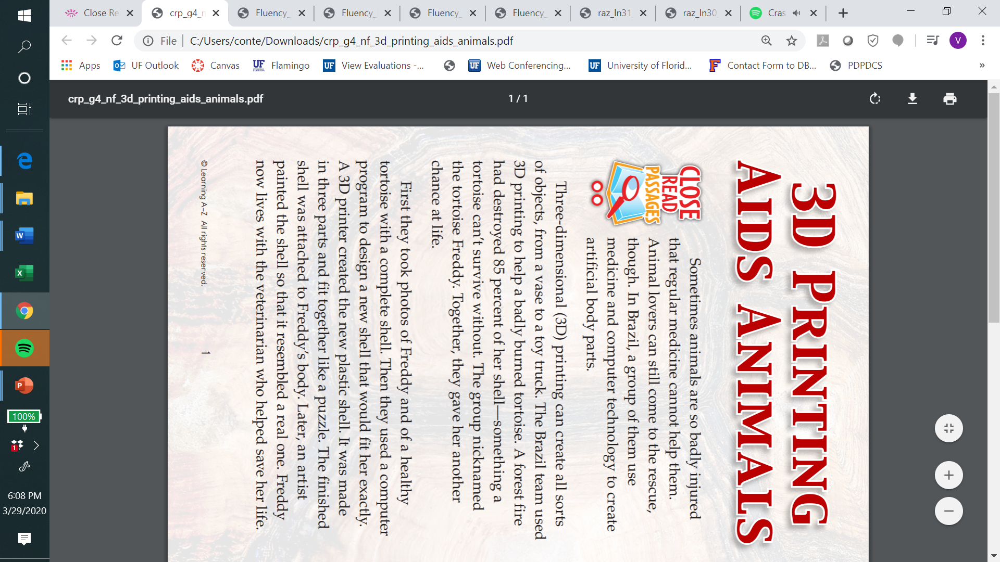 Close Re
crp_g4_n
Fluency_
Fluency_
Fluency_
Fluency_
raz_ln31
raz_ln30
Cras
File
C:/Users/conte/Downloads/crp_g4_nf_3d_printing_aids_animals.pdf
V
Apps
UF Outlook
Canvas
UF FLORIDA
Flamingo
UF
View Evaluations -...
UF
Web Conferencing...
UF
University of Florid...
F
Contact Form to DB...
PDPDCS
»
crp_g4_nf_3d_printing_aids_animals.pdf
1 / 1
3D PRINTING
AIDS ANIMALS
CLOSE
READ
PASSAGES
Sometimes animals are so badly injured
that regular medicine cannot help them.
Animal lovers can still come to the rescue,
though. In Brazil, a group of them use
medicine and computer technology to create
artificial body parts.
Three-dimensional (3D) printing can create all sorts
of objects, from a vase to a toy truck. The Brazil team used
3D printing to help a badly burned tortoise. A forest fire
had destroyed 85 percent of her shell—something a
tortoise can't survive without. The group nicknamed
the tortoise Freddy. Together, they gave her another
chance at life.
First they took photos of Freddy and of a healthy
tortoise with a complete shell. Then they used a computer
program to design a new shell that would fit her exactly.
A 3D printer created the new plastic shell. It was made
in three parts and fit together like a puzzle. The finished
shell was attached to Freddy's body. Later, an artist
painted the shell so that it resembled a real one. Freddy
now lives with the veterinarian who helped save her life.
© Learning A–Z All rights reserved.
1
W
X
P
100%
1
6:08 PM
3/29/2020